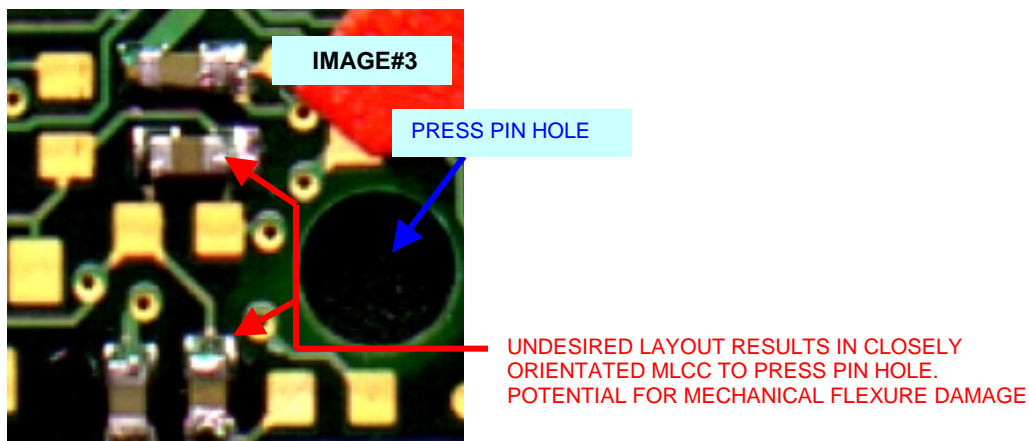 IMAGE#3
PRESS PIN HOLE
UNDESIRED LAYOUT RESULTS IN CLOSELY
ORIENTATED MLCC TO PRESS PIN HOLE.
POTENTIAL FOR MECHANICAL FLEXURE DAMAGE